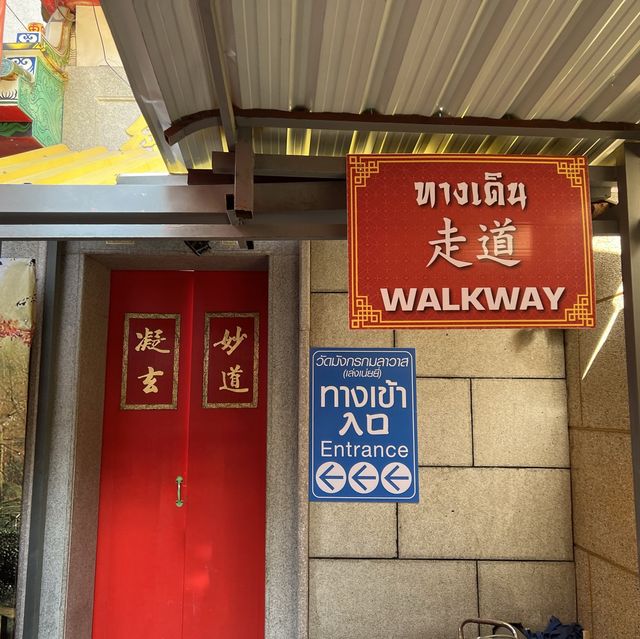 ทางเดิน
走道
WALKWAY
วัดมังกรกมลาวาส
(เล่งเน่ยยี่)
ทางเข้า
入口
Entrance
妙道
凝玄